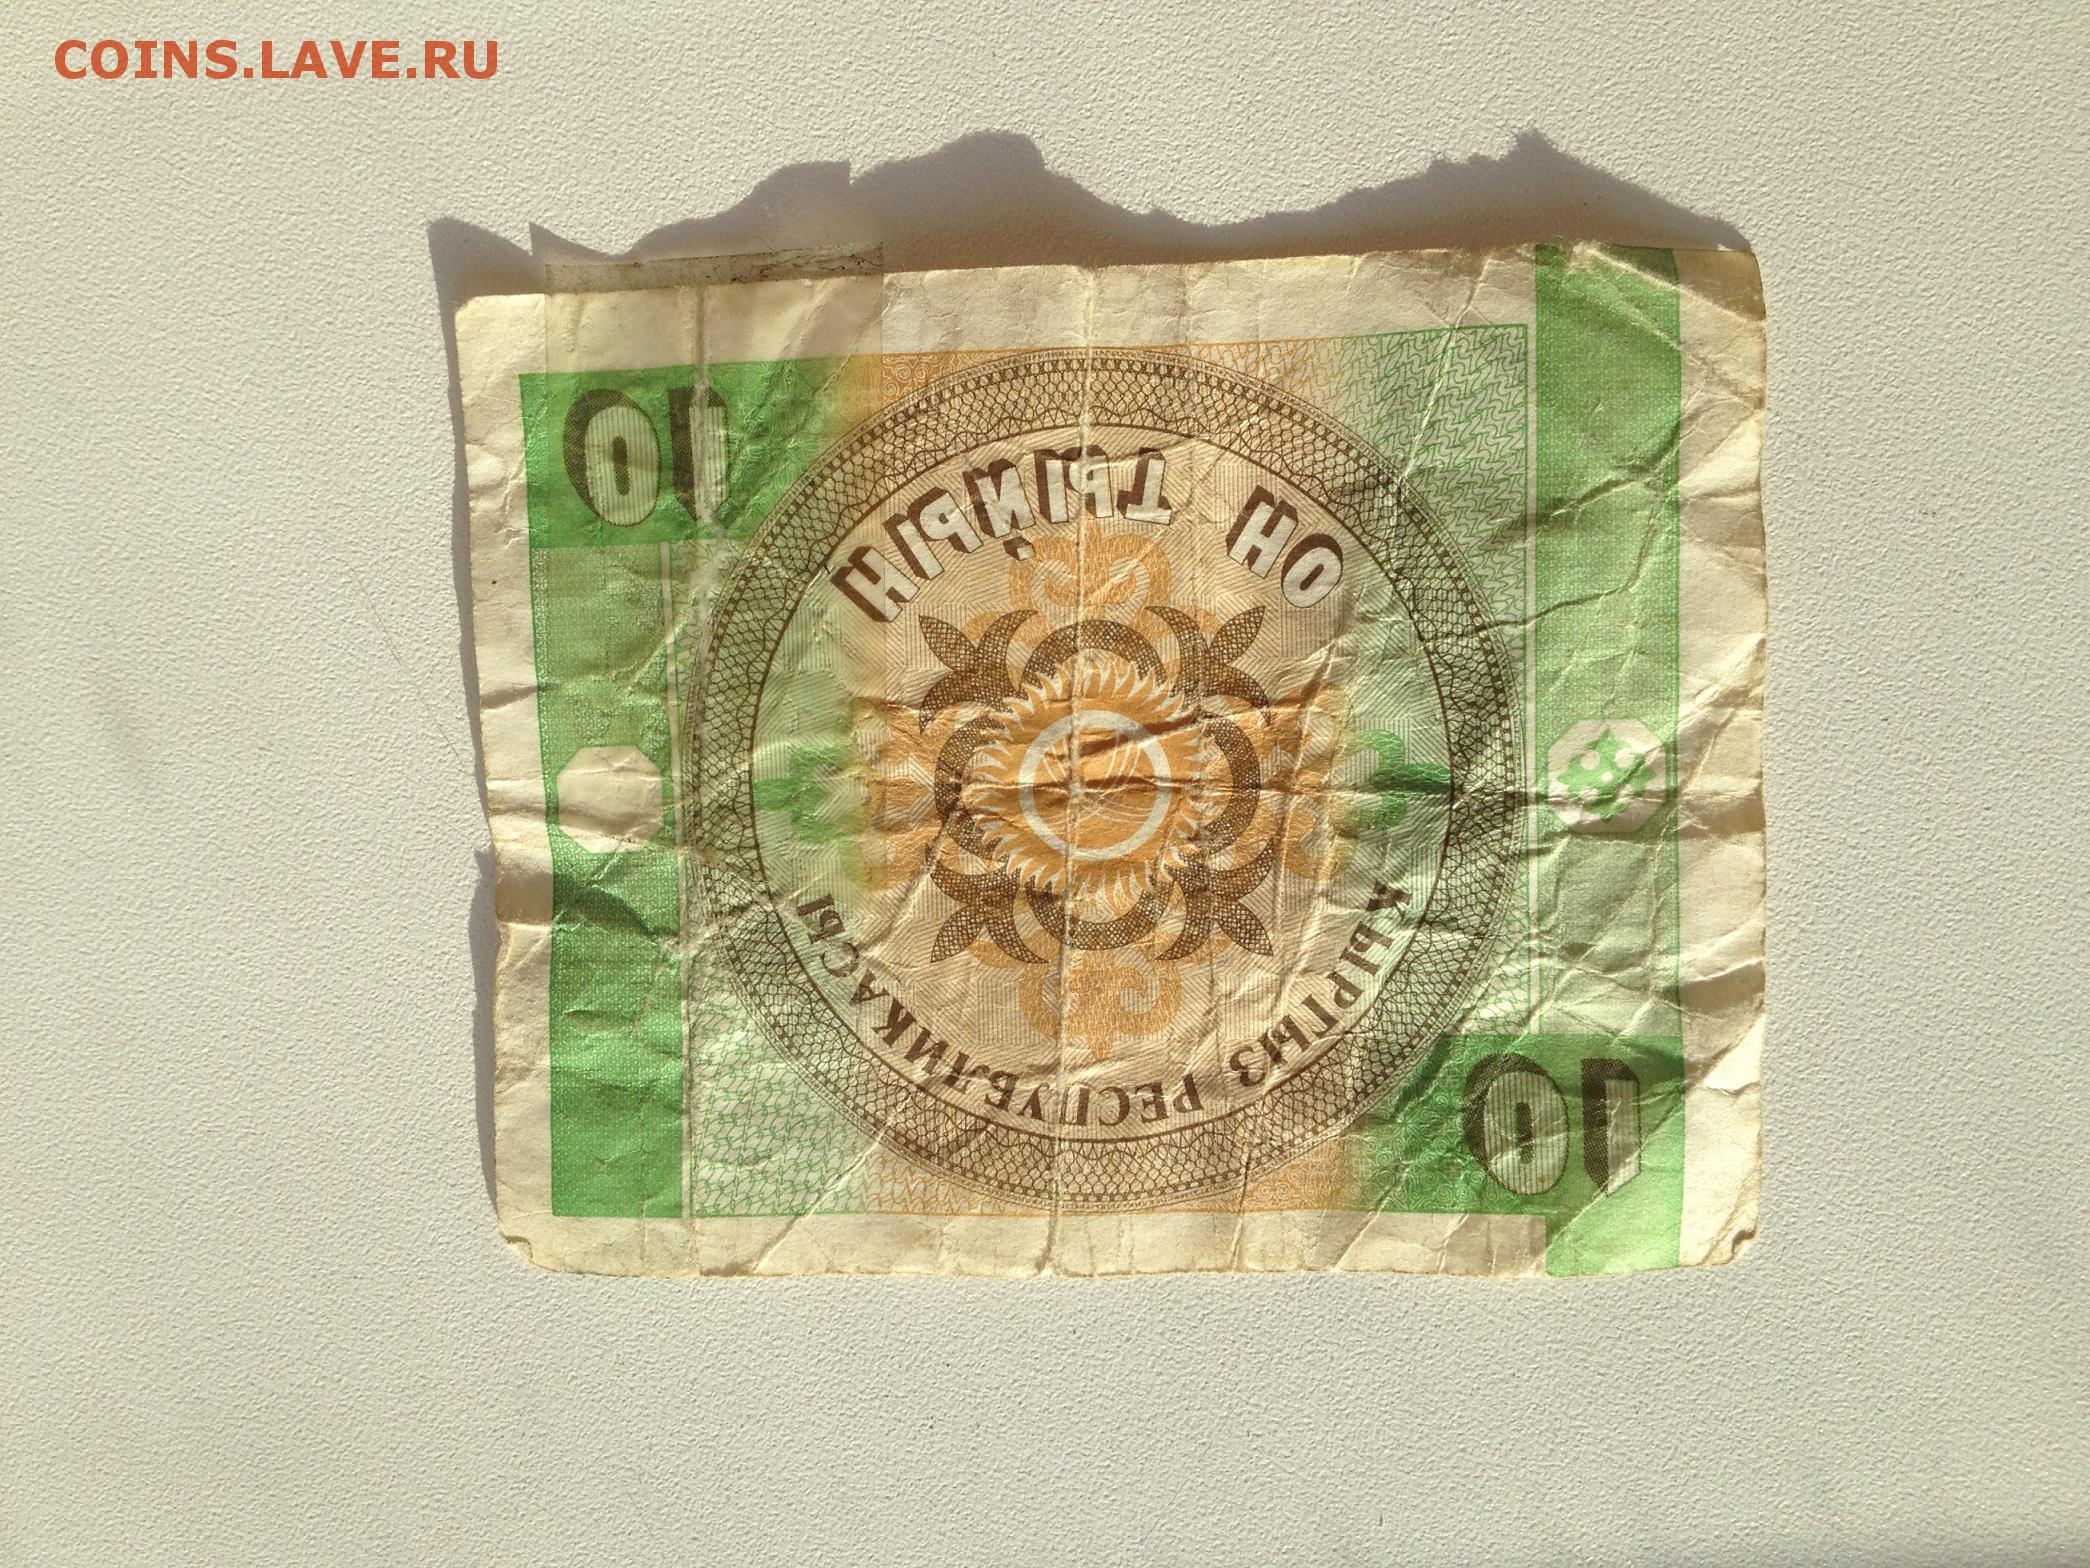 COINS.LAVE.RU
10
ОН ТЫЙЫН
КЫРГЫЗ РЕСПУБЛИКАСЫ
10